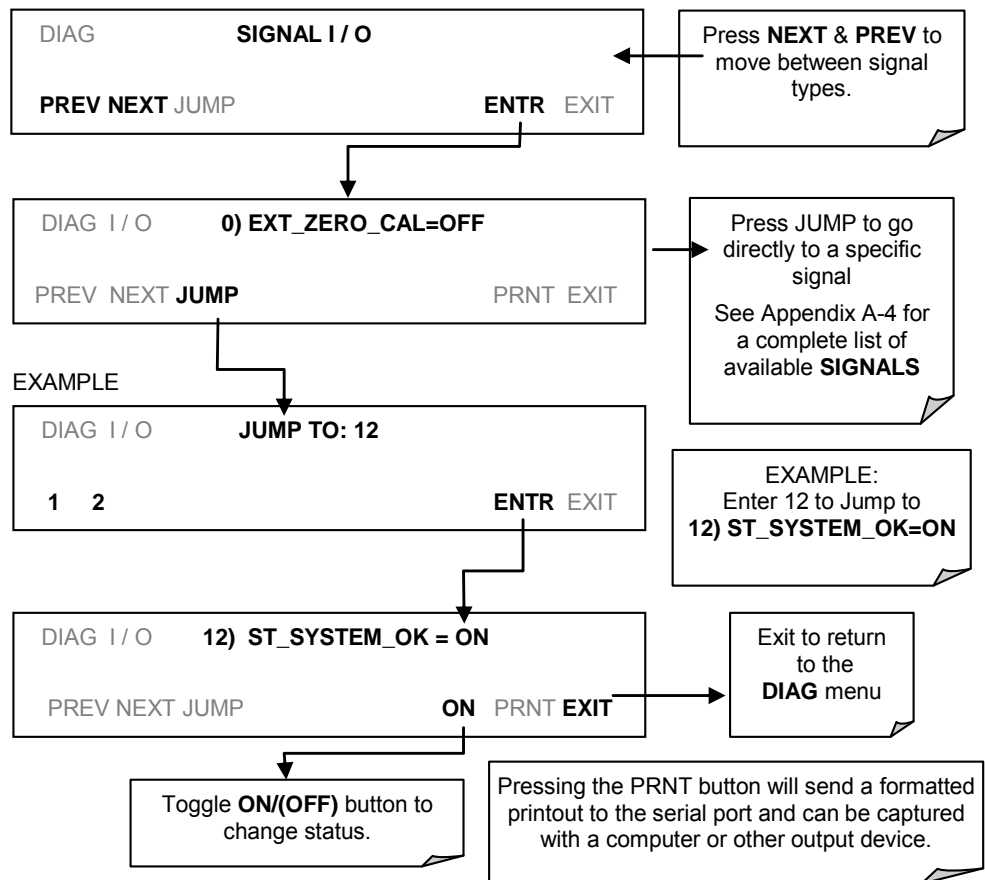 DIAG SIGNAL I / O
PREV NEXT JUMP ENTR EXIT
Press NEXT & PREV to
move between signal
types.
DIAG I / O 0) EXT_ZERO_CAL=OFF
PREV NEXT JUMP PRNT EXIT
Press JUMP to go
directly to a specific
signal
See Appendix A-4 for
a complete list of
available SIGNALS
EXAMPLE
DIAG I / O JUMP TO: 12
1 2 ENTR EXIT
EXAMPLE:
Enter 12 to Jump to
12) ST_SYSTEM_OK=ON
DIAG I / O 12) ST_SYSTEM_OK = ON
PREV NEXT JUMP ON PRNT EXIT
Exit to return
to the
DIAG menu
Toggle ON/(OFF) button to
change status.
Pressing the PRNT button will send a formatted
printout to the serial port and can be captured
with a computer or other output device.